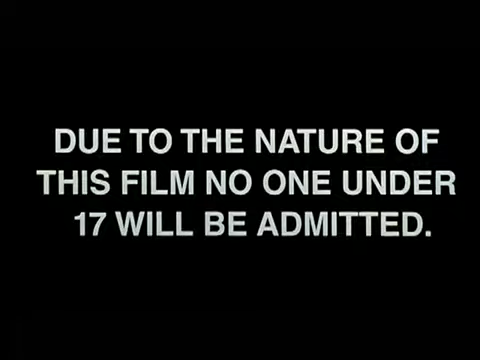 DUE TO THE NATURE OF
THIS FILM NO ONE UNDER
17 WILL BE ADMITTED.